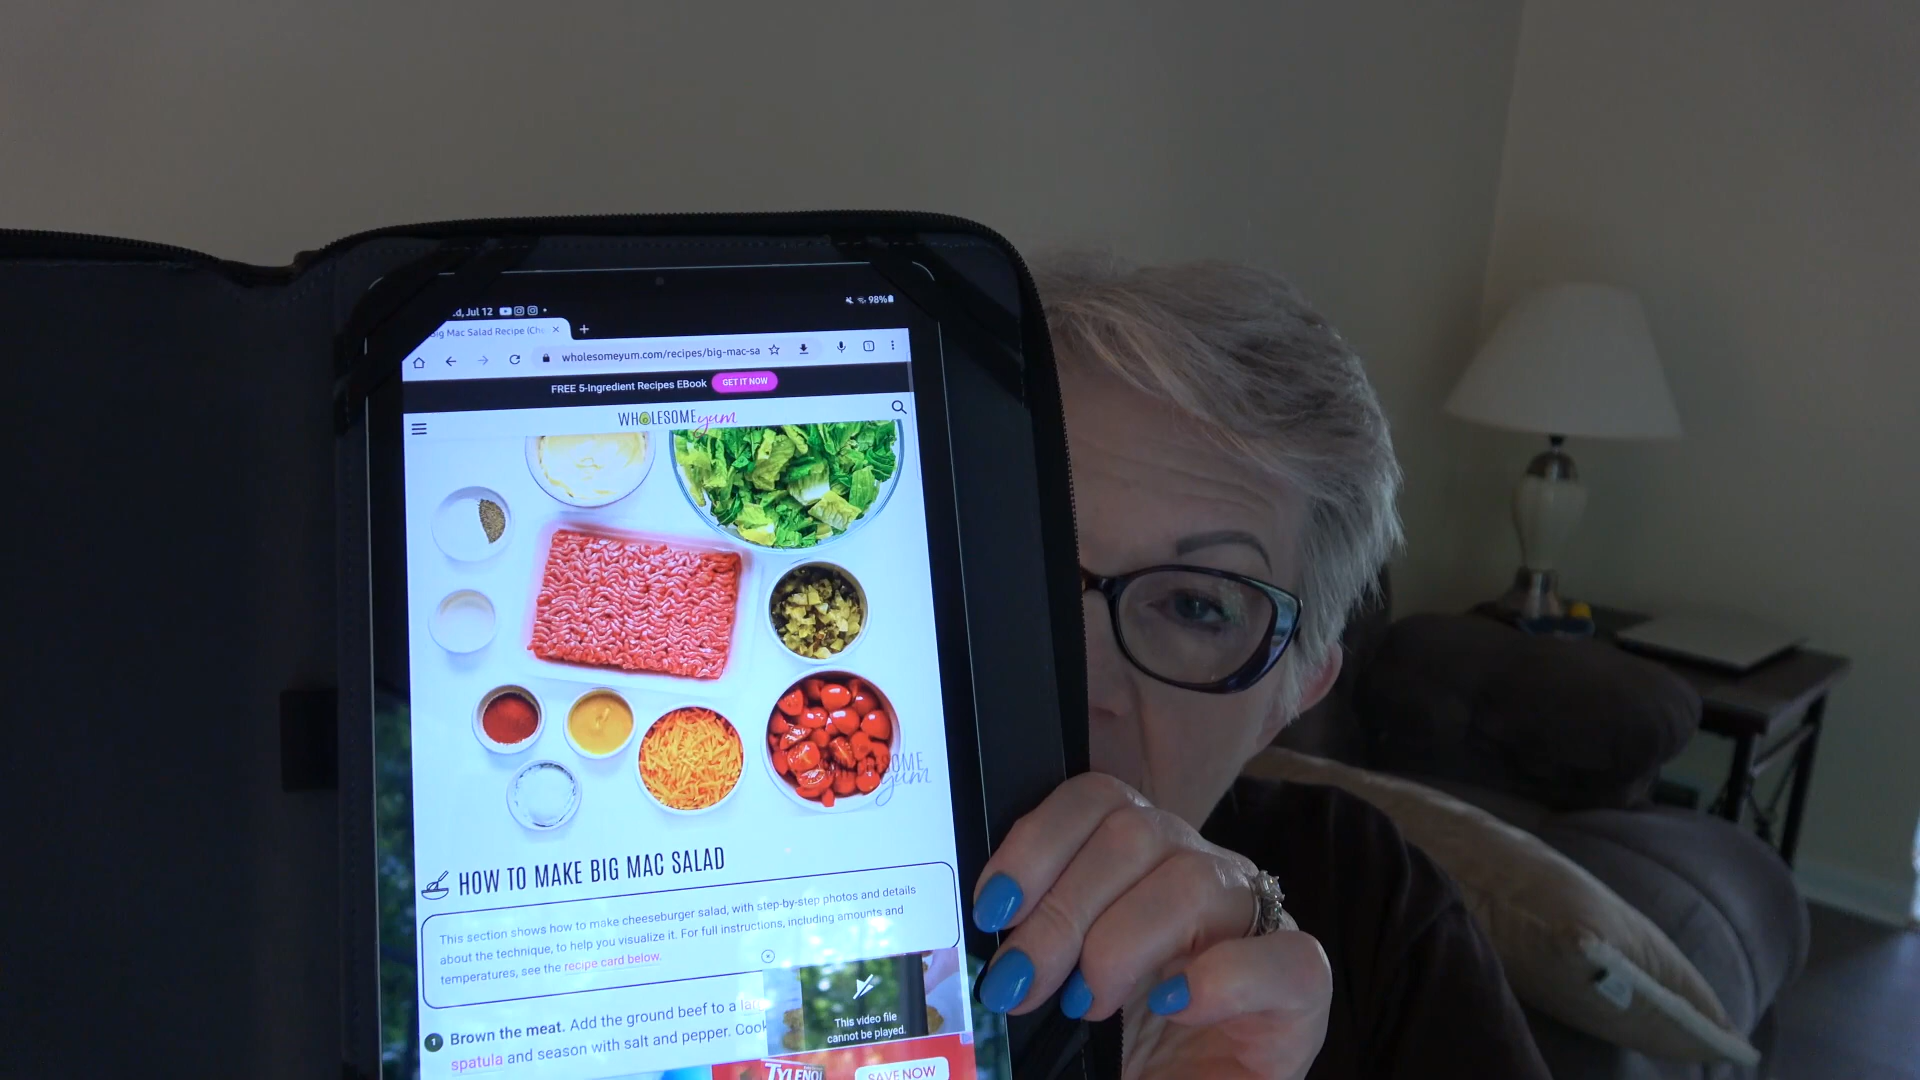 Jul 12
98%
Big Mac Salad Recipe (Che
wholesomeyum.com/recipes/big-mac-sa
1
FREE 5-Ingredient Recipes EBook GET IT NOW
WHOLESOME yum
WHOLESOME
yum
HOW TO MAKE BIG MAC SALAD
This section shows how to make cheeseburger salad, with step-by-step photos and details
about the technique, to help you visualize it. For full instructions, including amounts and
temperatures, see the recipe card below.
1 Brown the meat. Add the ground beef to a
spatula and season with salt and pepper. Cook
This video file
cannot be played.
TYLENOL
SAVE NOW